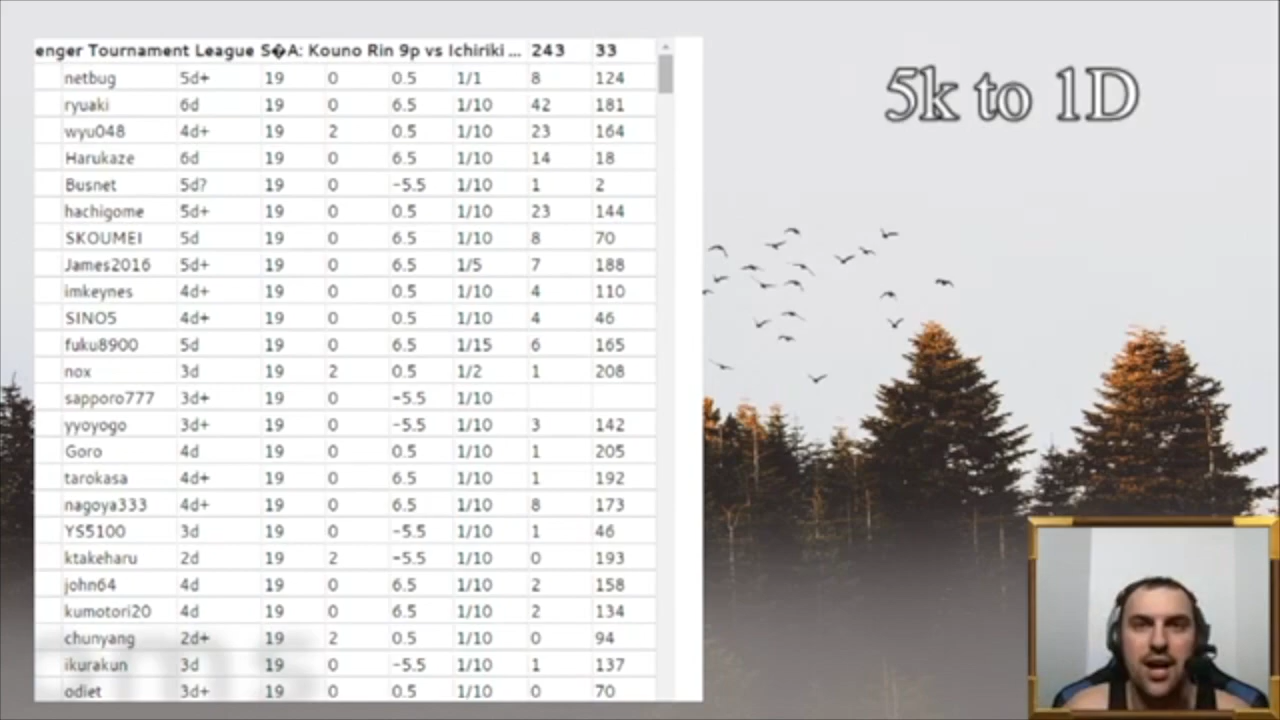 enger Tournament League S�A: Kouno Rin 9p vs Ichiriki ... 243 33
netbug 5d+ 19 0 0.5 1/1 8 124
ryuaki 6d 19 0 6.5 1/10 42 181
wyu048 4d+ 19 2 0.5 1/10 23 164
Harukaze 6d 19 0 6.5 1/10 14 18
Busnet 5d? 19 0 -5.5 1/10 1 2
hachigome 5d+ 19 0 0.5 1/10 23 144
SKOUMEI 5d 19 0 6.5 1/10 8 70
James2016 5d+ 19 0 6.5 1/5 7 188
imkeynes 4d+ 19 0 0.5 1/10 4 110
SINO5 4d+ 19 0 0.5 1/10 4 46
fuku8900 5d 19 0 6.5 1/15 6 165
nox 3d 19 2 0.5 1/2 1 208
sapporo777 3d+ 19 0 -5.5 1/10
yyoyogo 3d+ 19 0 -5.5 1/10 3 142
Goro 4d 19 0 0.5 1/10 1 205
tarokasa 4d+ 19 0 6.5 1/10 1 192
nagoya333 4d+ 19 0 6.5 1/10 8 173
YS5100 3d 19 0 -5.5 1/10 1 46
ktakeharu 2d 19 2 -5.5 1/10 0 193
john64 4d 19 0 6.5 1/10 2 158
kumotori20 4d 19 0 6.5 1/10 2 134
chunyang 2d+ 19 2 0.5 1/10 0 94
ikurakun 3d 19 0 -5.5 1/10 1 137
odiet 3d+ 19 0 0.5 1/10 0 70
5k to 1D